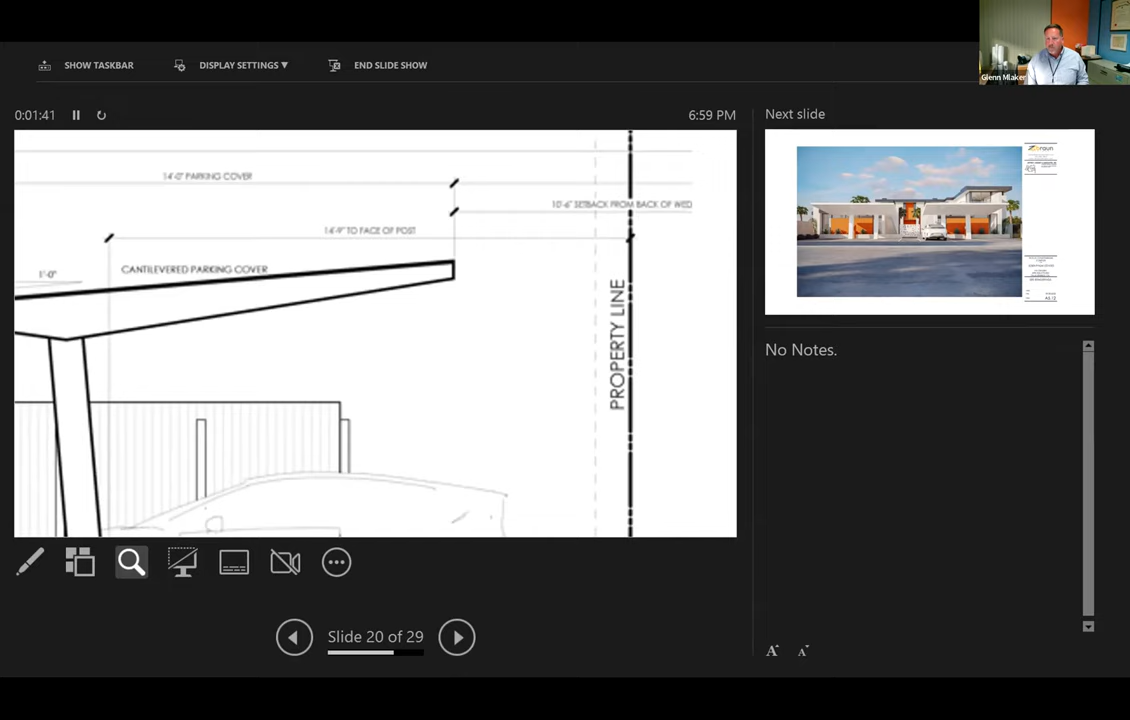 Glenn Mlaker
SHOW TASKBAR
DISPLAY SETTINGS ▼
END SLIDE SHOW
0:01:41
6:59 PM
14'-0" PARKING COVER
10'-6" SETBACK FROM BACK OF WED
14'-9" TO FACE OF POST
1'-0"
CANTILEVERED PARKING COVER
PROPERTY LINE
Slide 20 of 29
Next slide
No Notes.
A A